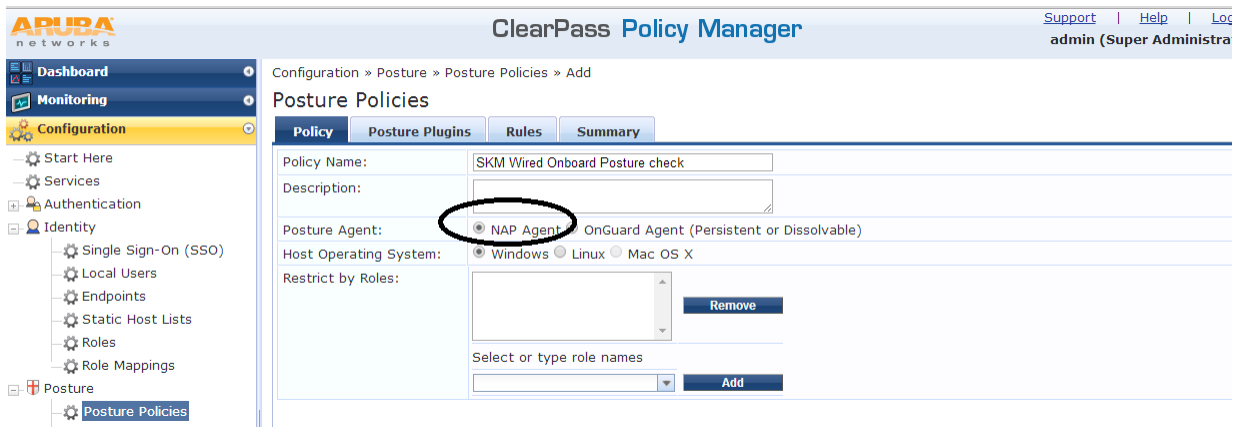 ARUBA
networks
ClearPass Policy Manager
Support | Help |
admin (Super
Dashboard
Monitoring
Configuration
Start Here
Services
Authentication
Identity
Single Sign-On (SSO)
Local Users
Endpoints
Static Host Lists
Roles
Role Mappings
Posture
Posture Policies
Configuration » Posture » Posture Policies » Add
Posture Policies
Policy Posture Plugins Rules Summary
Policy Name: SKM Wired Onboard Posture check
Description:
Posture Agent: NAP Agent OnGuard Agent (Persistent or Dissolvable)
Host Operating System: Windows Linux Mac OS X
Restrict by Roles:
Remove
Select or type role names
Add